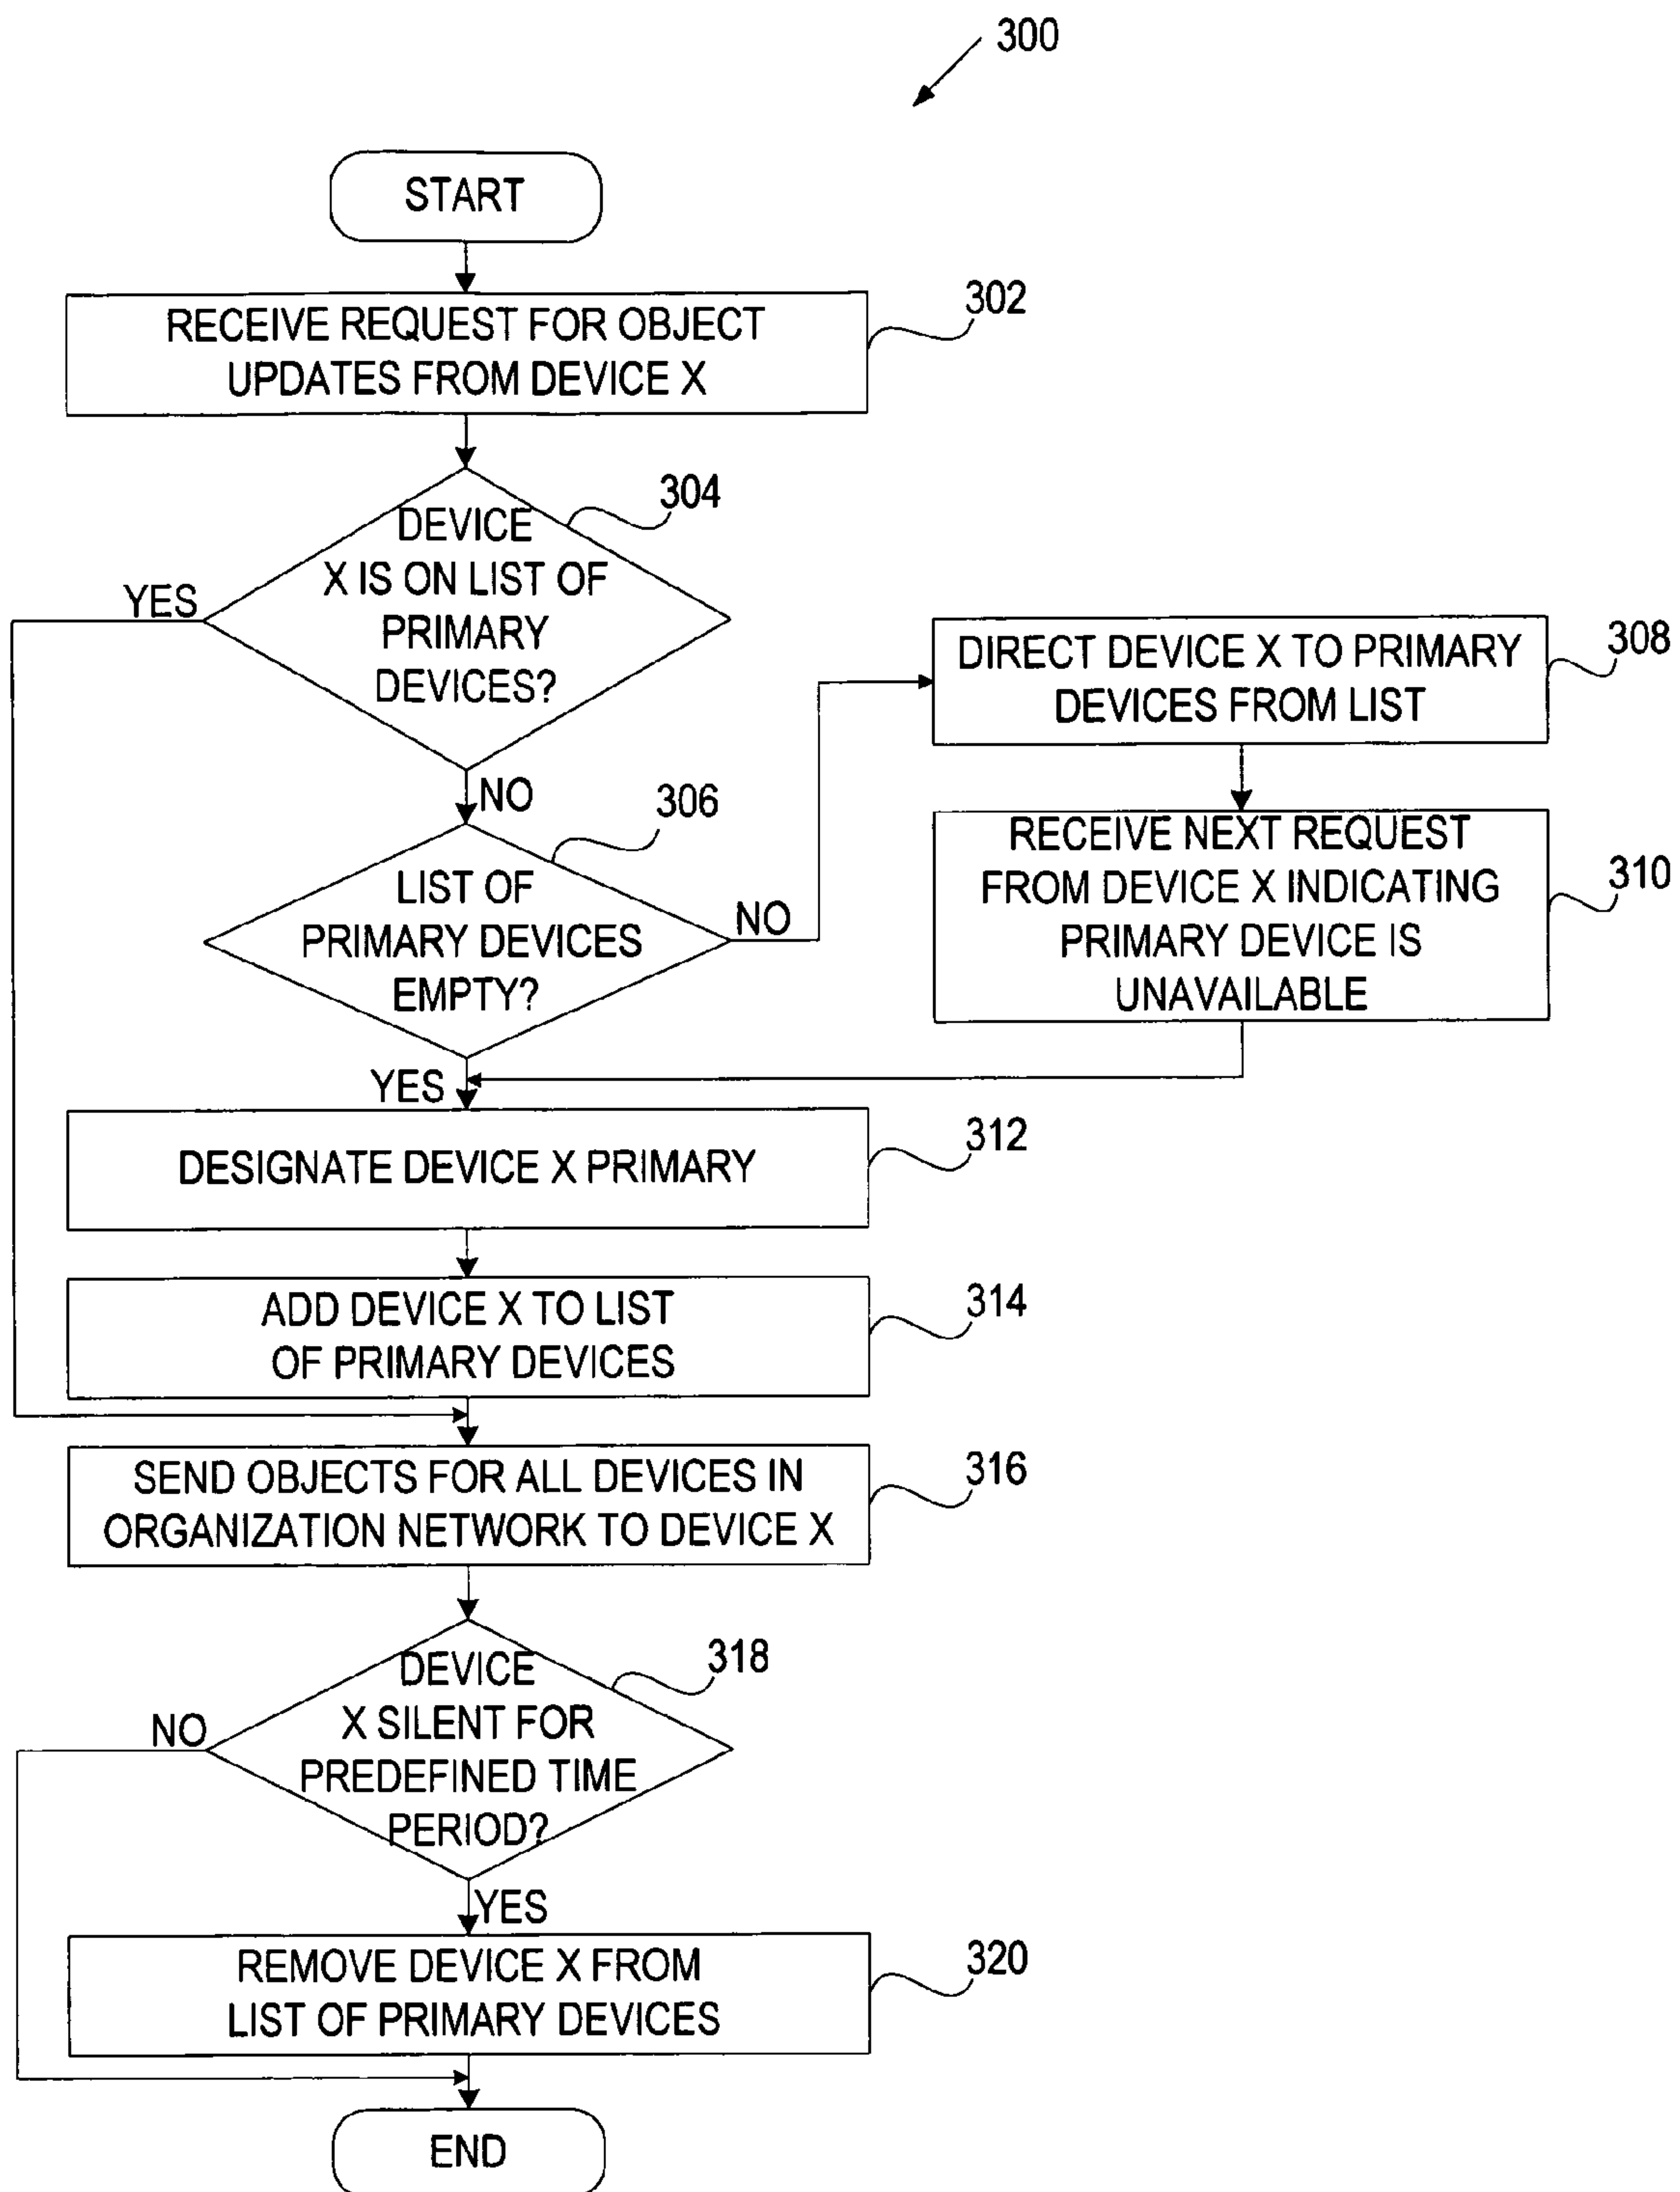 300
START
RECEIVE REQUEST FOR OBJECT
UPDATES FROM DEVICE X
302
DEVICE
X IS ON LIST OF
PRIMARY
DEVICES?
304
YES
NO
LIST OF
PRIMARY DEVICES
EMPTY?
306
NO
YES
DIRECT DEVICE X TO PRIMARY
DEVICES FROM LIST
308
RECEIVE NEXT REQUEST
FROM DEVICE X INDICATING
PRIMARY DEVICE IS
UNAVAILABLE
310
DESIGNATE DEVICE X PRIMARY
312
ADD DEVICE X TO LIST
OF PRIMARY DEVICES
314
SEND OBJECTS FOR ALL DEVICES IN
ORGANIZATION NETWORK TO DEVICE X
316
DEVICE
X SILENT FOR
PREDEFINED TIME
PERIOD?
318
NO
YES
REMOVE DEVICE X FROM
LIST OF PRIMARY DEVICES
320
END